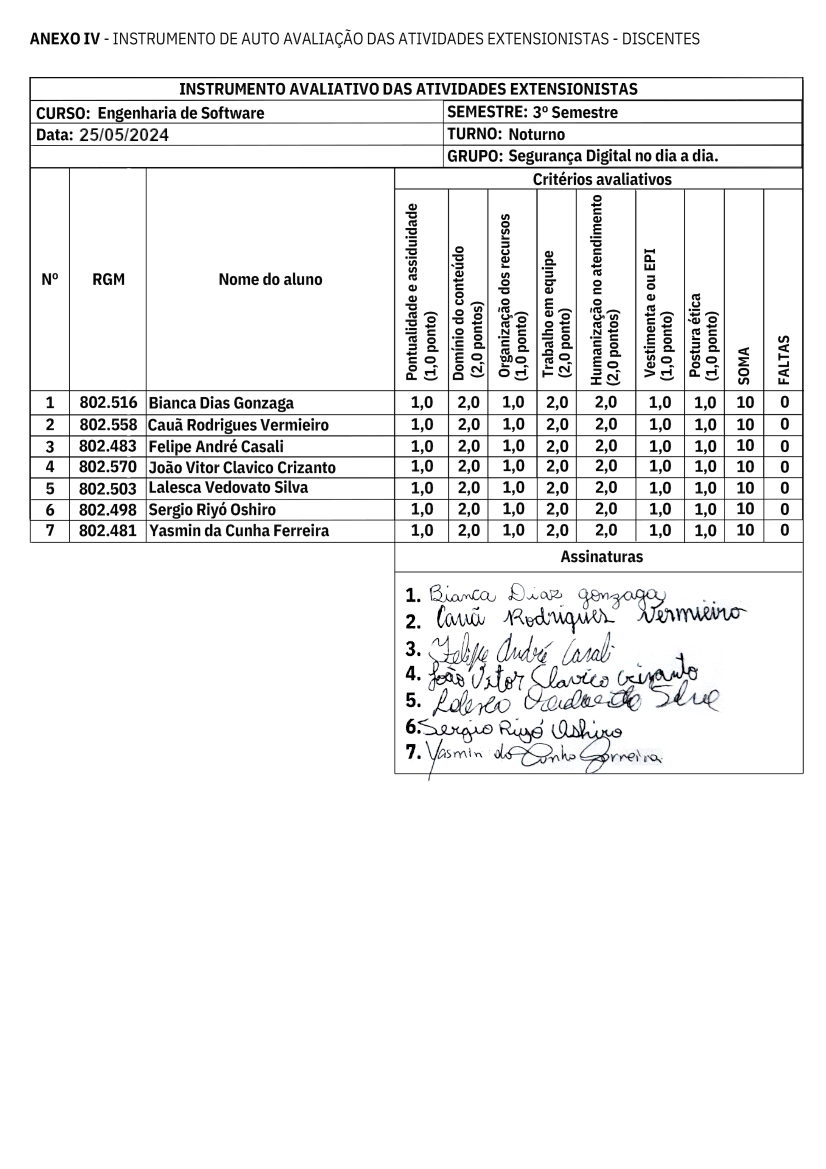 ANEXO IV - INSTRUMENTO DE AUTO AVALIAÇÃO DAS ATIVIDADES EXTENSIONISTAS - DISCENTES
INSTRUMENTO AVALIATIVO DAS ATIVIDADES EXTENSIONISTAS
CURSO: Engenharia de Software SEMESTRE: 3º Semestre
Data: 25/05/2024 TURNO: Noturno
GRUPO: Segurança Digital no dia a dia.
Critérios avaliativos
Nº RGM Nome do aluno
Pontualidade e assiduidade
(1,0 ponto)
Domínio do conteúdo
(2,0 pontos)
Organização dos recursos
(1,0 ponto)
Trabalho em equipe
(2,0 ponto)
Humanização no atendimento
(2,0 pontos)
Vestimenta e ou EPI
(1,0 ponto)
Postura ética
(1,0 ponto)
SOMA
FALTAS
1 802.516 Bianca Dias Gonzaga 1,0 2,0 1,0 2,0 2,0 1,0 1,0 10 0
2 802.558 Cauã Rodrigues Vermieiro 1,0 2,0 1,0 2,0 2,0 1,0 1,0 10 0
3 802.483 Felipe André Casali 1,0 2,0 1,0 2,0 2,0 1,0 1,0 10 0
4 802.570 João Vitor Clavico Crizanto 1,0 2,0 1,0 2,0 2,0 1,0 1,0 10 0
5 802.503 Lalesca Vedovato Silva 1,0 2,0 1,0 2,0 2,0 1,0 1,0 10 0
6 802.498 Sergio Riyó Oshiro 1,0 2,0 1,0 2,0 2,0 1,0 1,0 10 0
7 802.481 Yasmin da Cunha Ferreira 1,0 2,0 1,0 2,0 2,0 1,0 1,0 10 0
Assinaturas
1. Bianca Dias gonzaga
2. Cauã Rodrigues Vermieiro
3. Felipe André Casali
4. João Vitor Clavico Crizanto
5. Lalesca Vedovato Silva
6. Sergio Riyó Oshiro
7. Yasmin da Cunha Ferreira